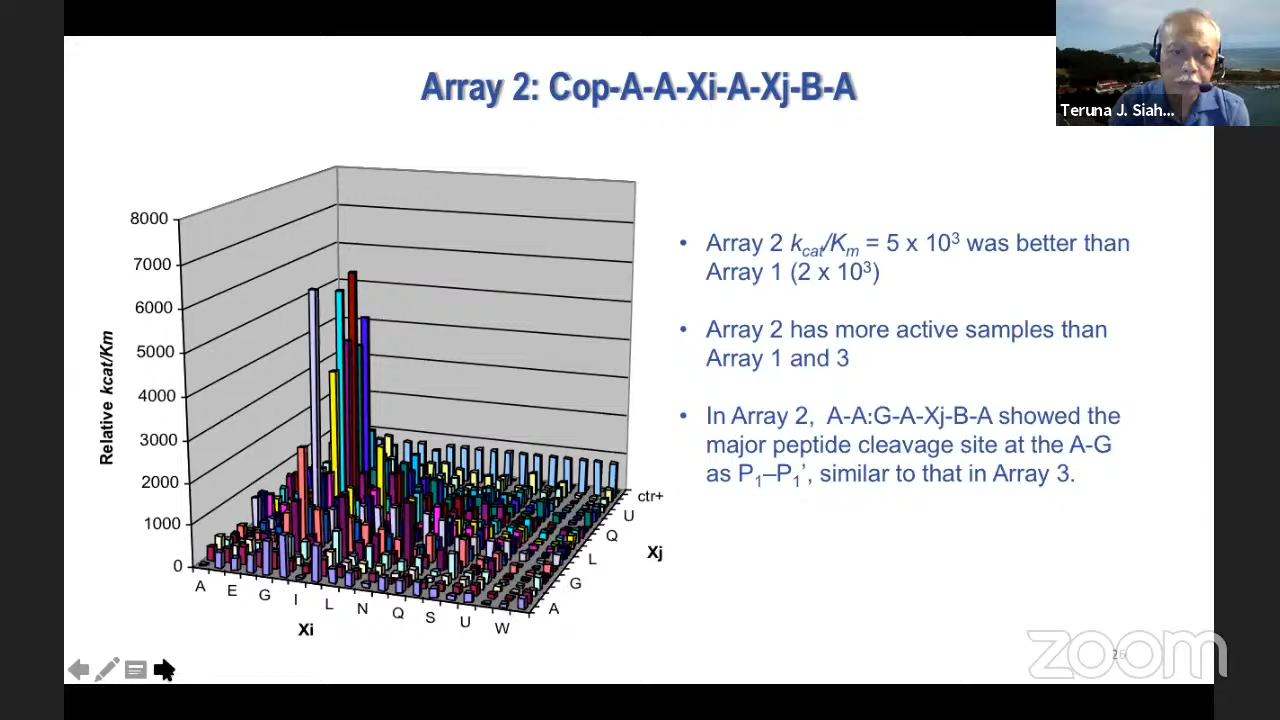 Array 2: Cop-A-A-Xi-A-Xj-B-A
Teruna J. Siah...
8000
7000
6000
5000
4000
3000
2000
1000
0
Relative kcat/Km
A E G I L N Q S U W
Xi
A G L Q U ctr+
Xj
• Array 2 kcat/Km = 5 x 10³ was better than
Array 1 (2 x 10³)
• Array 2 has more active samples than
Array 1 and 3
• In Array 2, A-A:G-A-Xj-B-A showed the
major peptide cleavage site at the A-G
as P₁–P₁’, similar to that in Array 3.
zoom